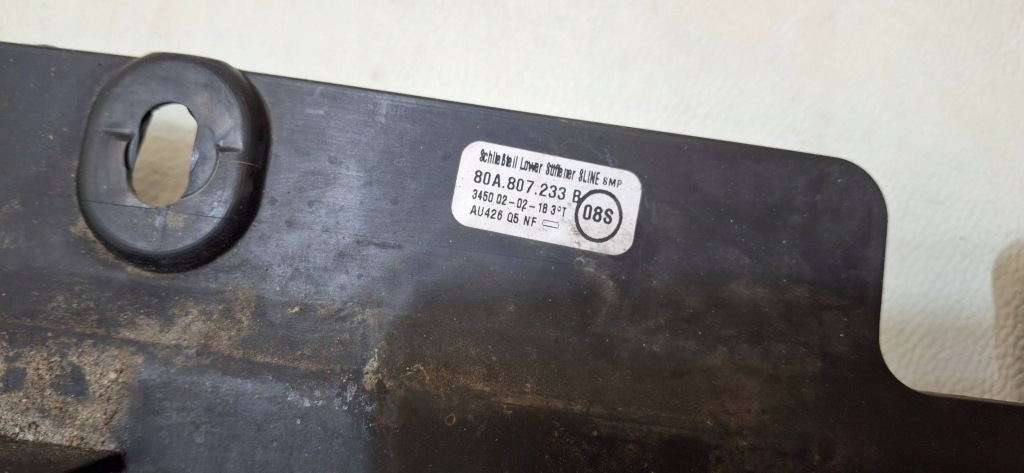 Schließteil Lower Stiffener SLINE SMP
80A.807.233 B
3450 02-02-18 3°T
AU426 Q5 NF
08S